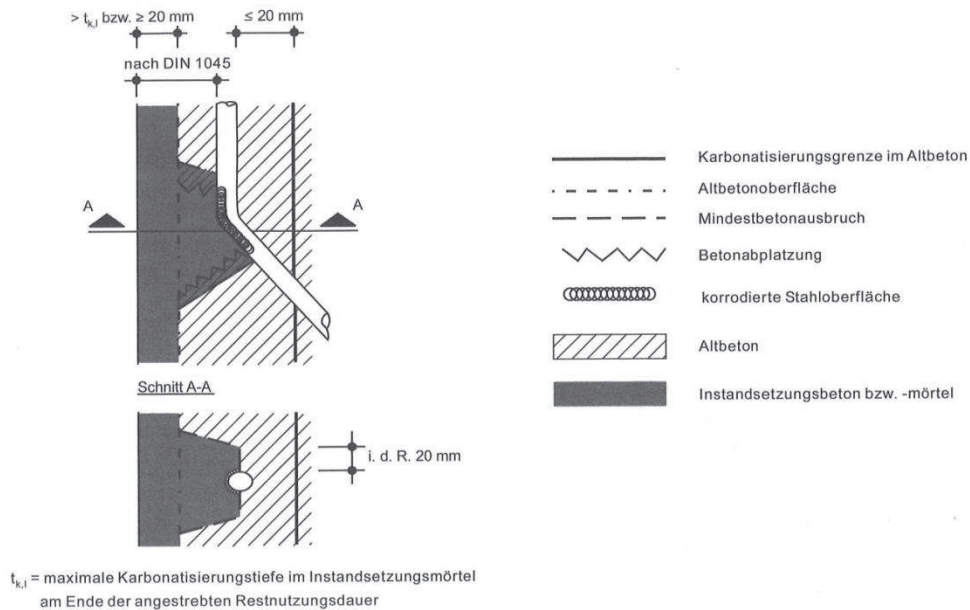 > t_k,l bzw. ≥ 20 mm
≤ 20 mm
nach DIN 1045
A
A
Schnitt A-A
i. d. R. 20 mm
t_k,l = maximale Karbonatisierungstiefe im Instandsetzungsmörtel
am Ende der angestrebten Restnutzungsdauer
Karbonatisierungsgrenze im Altbeton
Altbetonoberfläche
Mindestbetonausbruch
Betonabplatzung
korrodierte Stahloberfläche
Altbeton
Instandsetzungsbeton bzw. -mörtel